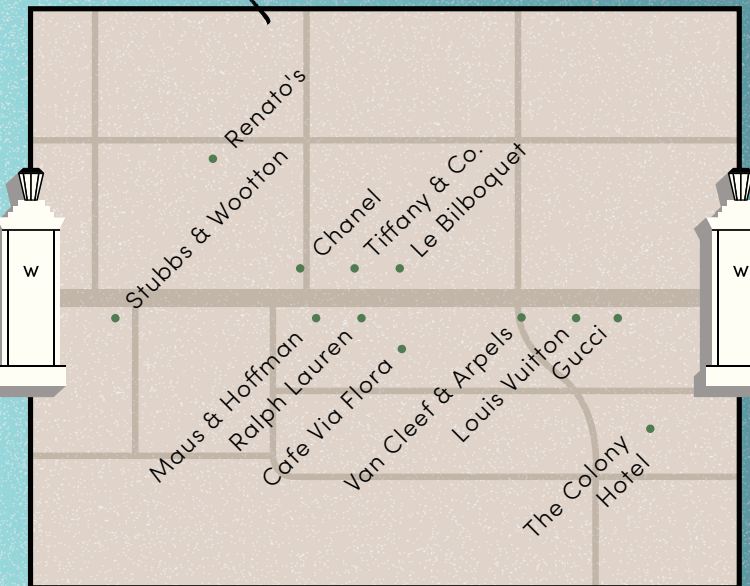 Renato's
Stubbs & Wootton
Chanel
Tiffany & Co.
Le Bilboquet
W
W
Maus & Hoffman
Ralph Lauren
Cafe Via Flora
Van Cleef & Arpels
Louis Vuitton
Gucci
The Colony
Hotel